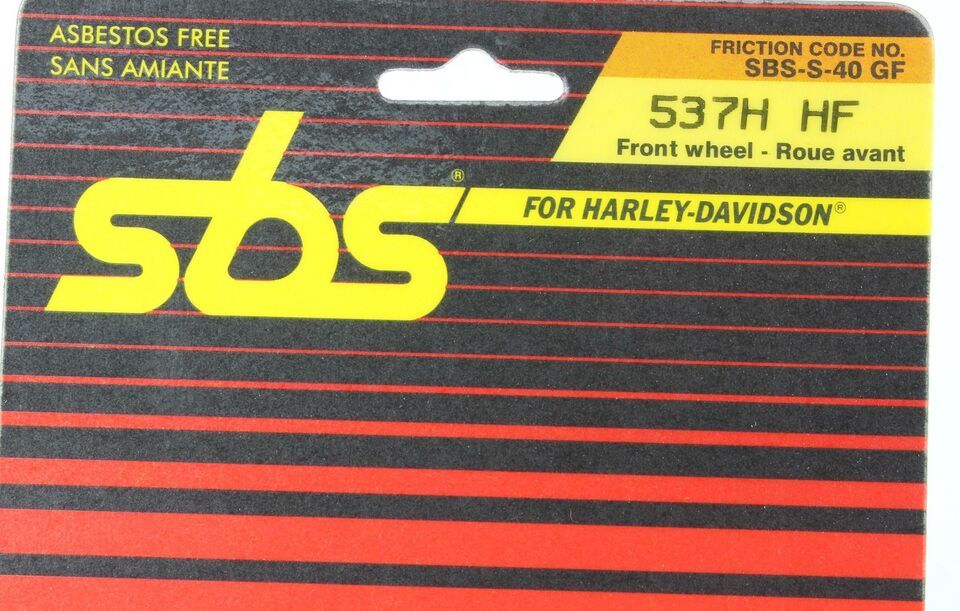 ASBESTOS FREE
SANS AMIANTE
FRICTION CODE NO.
SBS-S-40 GF
537H HF
Front wheel - Roue avant
sbs®
FOR HARLEY-DAVIDSON®